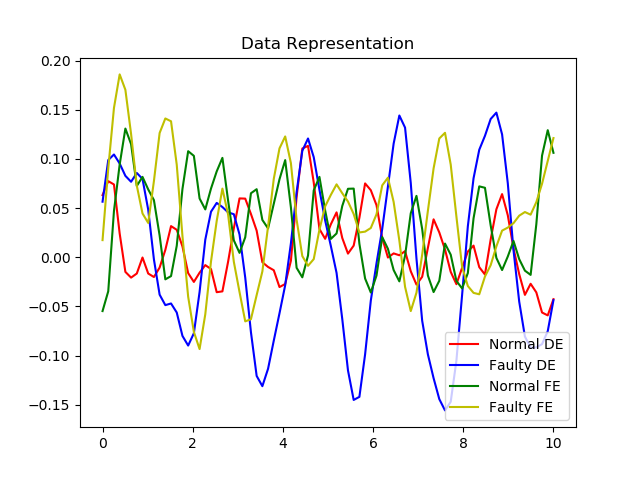 Data Representation
0.20
0.15
0.10
0.05
0.00
−0.05
−0.10
−0.15
0 2 4 6 8 10
Normal DE
Faulty DE
Normal FE
Faulty FE